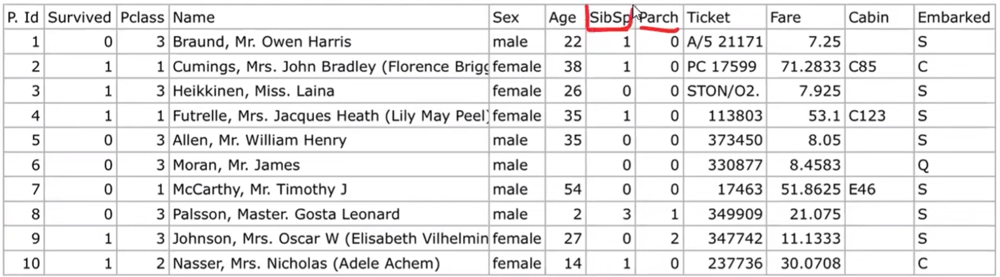 P. Id Survived Pclass Name Sex Age SibSp Parch Ticket Fare Cabin Embarked
1 0 3 Braund, Mr. Owen Harris male 22 1 0 A/5 21171 7.25 S
2 1 1 Cumings, Mrs. John Bradley (Florence Brigg female 38 1 0 PC 17599 71.2833 C85 C
3 1 3 Heikkinen, Miss. Laina female 26 0 0 STON/O2. 7.925 S
4 1 1 Futrelle, Mrs. Jacques Heath (Lily May Peel) female 35 1 0 113803 53.1 C123 S
5 0 3 Allen, Mr. William Henry male 35 0 0 373450 8.05 S
6 0 3 Moran, Mr. James male 0 0 330877 8.4583 Q
7 0 1 McCarthy, Mr. Timothy J male 54 0 0 17463 51.8625 E46 S
8 0 3 Palsson, Master. Gosta Leonard male 2 3 1 349909 21.075 S
9 1 3 Johnson, Mrs. Oscar W (Elisabeth Vilhelmin female 27 0 2 347742 11.1333 S
10 1 2 Nasser, Mrs. Nicholas (Adele Achem) female 14 1 0 237736 30.0708 C